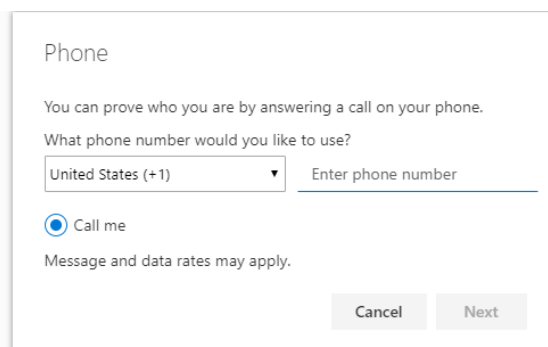 Phone
You can prove who you are by answering a call on your phone.
What phone number would you like to use?
United States (+1) Enter phone number
Call me
Message and data rates may apply.
Cancel Next